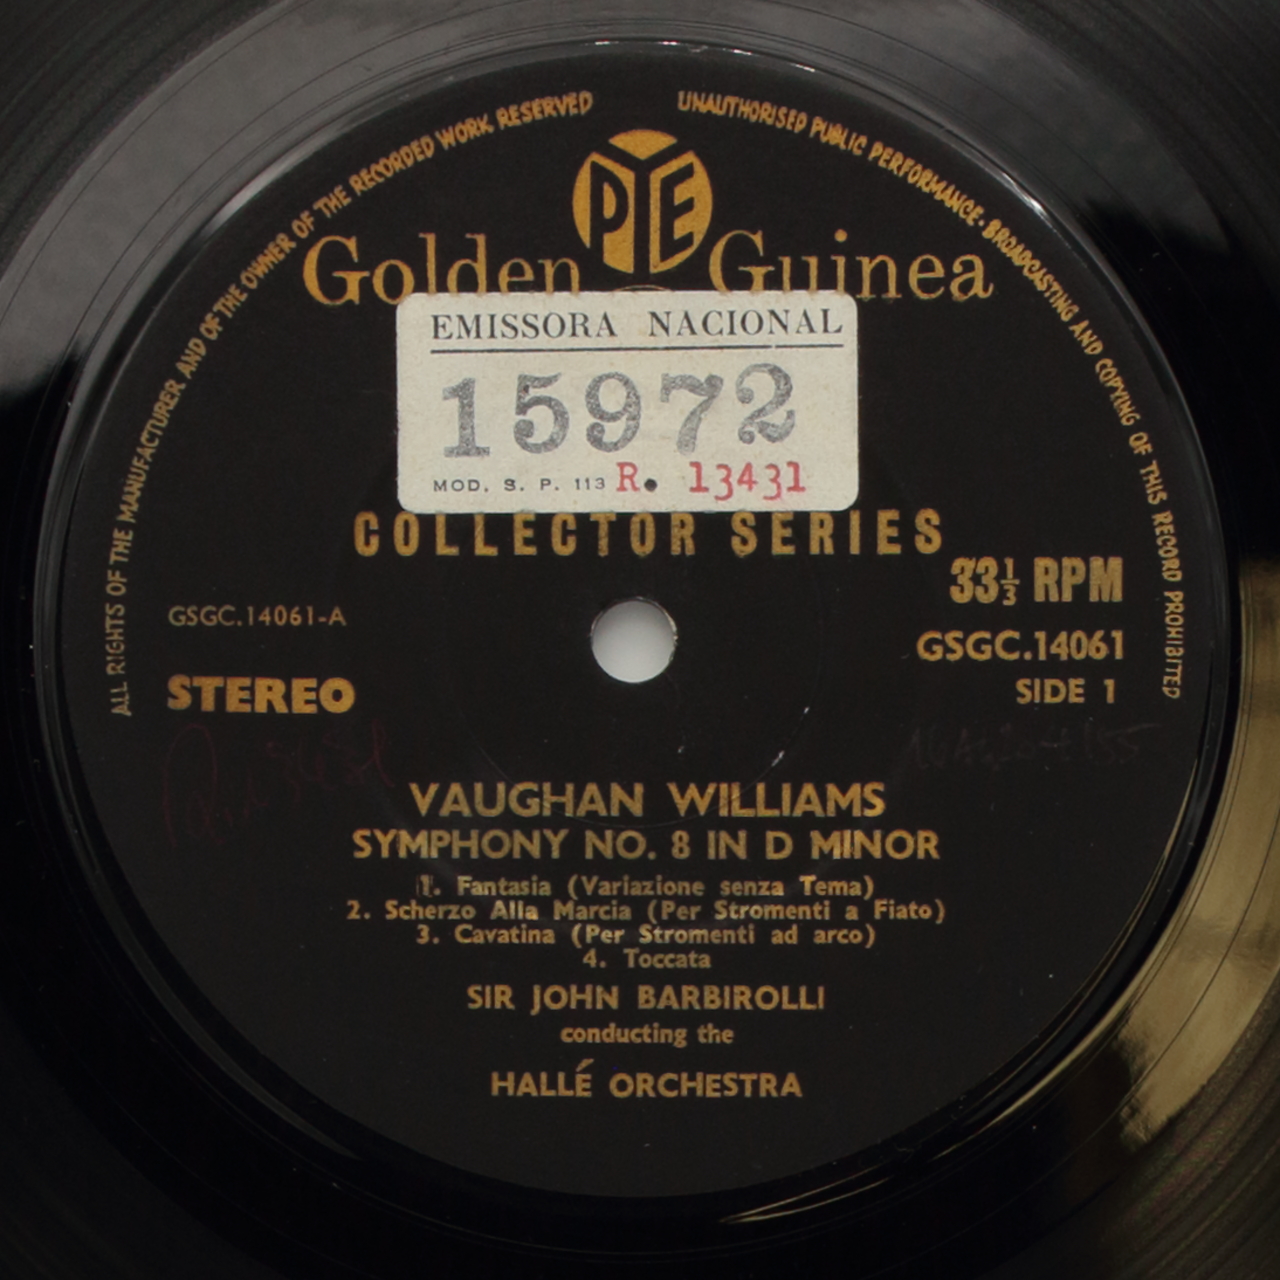 ALL RIGHTS OF THE MANUFACTURER AND OF THE OWNER OF THE RECORDED WORK RESERVED
UNAUTHORISED PUBLIC PERFORMANCE·BROADCASTING AND COPYING OF THIS RECORD PROHIBITED
PYE
Golden Guinea
EMISSORA NACIONAL
15972
MOD. S. P. 113 R. 13431
COLLECTOR SERIES
33⅓ RPM
GSGC.14061-A
GSGC.14061
STEREO
SIDE 1
VAUGHAN WILLIAMS
SYMPHONY NO. 8 IN D MINOR
1. Fantasia (Variazione senza Tema)
2. Scherzo Alla Marcia (Per Stromenti a Fiato)
3. Cavatina (Per Stromenti ad arco)
4. Toccata
SIR JOHN BARBIROLLI
conducting the
HALLÉ ORCHESTRA